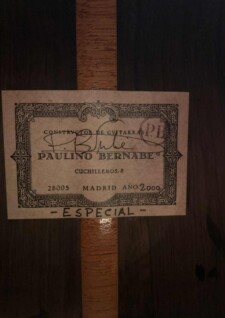 CONSTRUCTOR DE GUITARRAS
PB
PAULINO BERNABE
CUCHILLEROS, 8
28005 MADRID AÑO 2000
- ESPECIAL -